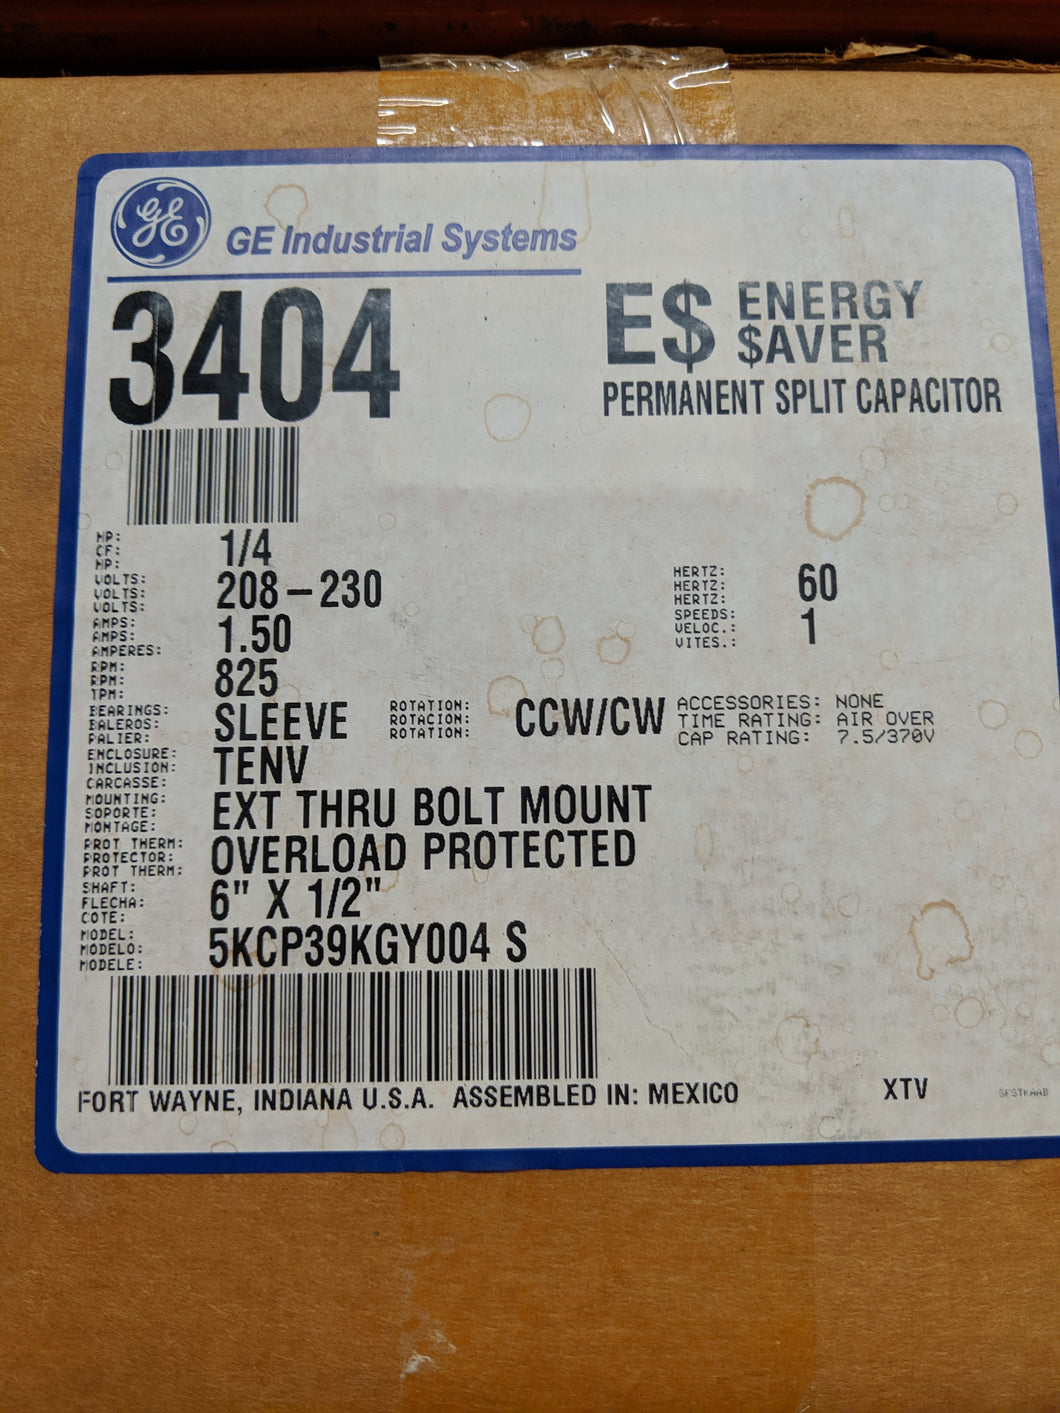 GE
GE Industrial Systems
3404
E$ ENERGY
$AVER
PERMANENT SPLIT CAPACITOR
HP:
CF:
HP:
1/4
VOLTS:
VOLTS:
VOLTS:
208-230
HERTZ:
HERTZ:
HERTZ:
60
AMPS:
AMPS:
AMPERES:
1.50
SPEEDS:
VELOC.:
VITES.:
1
RPM:
RPM:
TPM:
825
BEARINGS:
BALEROS:
PALIER:
SLEEVE
ROTATION:
ROTACION:
ROTATION:
CCW/CW
ACCESSORIES: NONE
TIME RATING: AIR OVER
CAP RATING: 7.5/370V
ENCLOSURE:
INCLUSION:
CARCASSE:
TENV
MOUNTING:
SOPORTE:
MONTAGE:
EXT THRU BOLT MOUNT
PROT THERM:
PROTECTOR:
PROT THERM:
OVERLOAD PROTECTED
SHAFT:
FLECHA:
COTE:
6" X 1/2"
MODEL:
MODELO:
MODELE:
5KCP39KGY004 S
FORT WAYNE, INDIANA U.S.A. ASSEMBLED IN: MEXICO
XTV